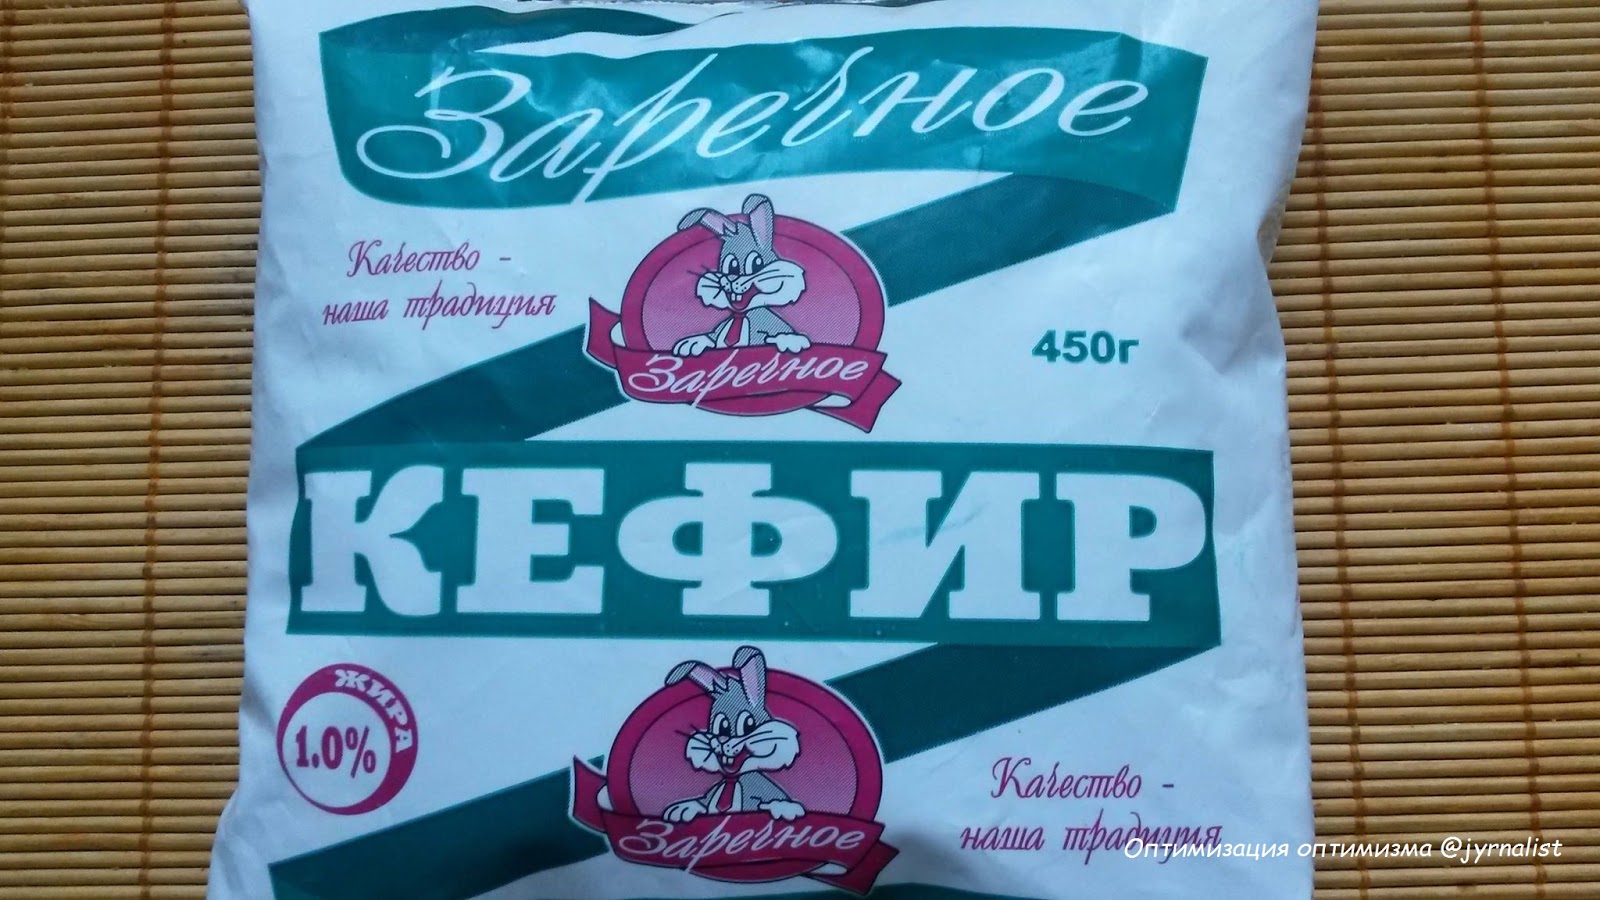 Заречное
Качество -
наша традиция
Заречное
450г
КЕФИР
ЖИРА
1.0%
Заречное
Качество -
наша традиция
Оптимизация оптимизма @jyrnalist